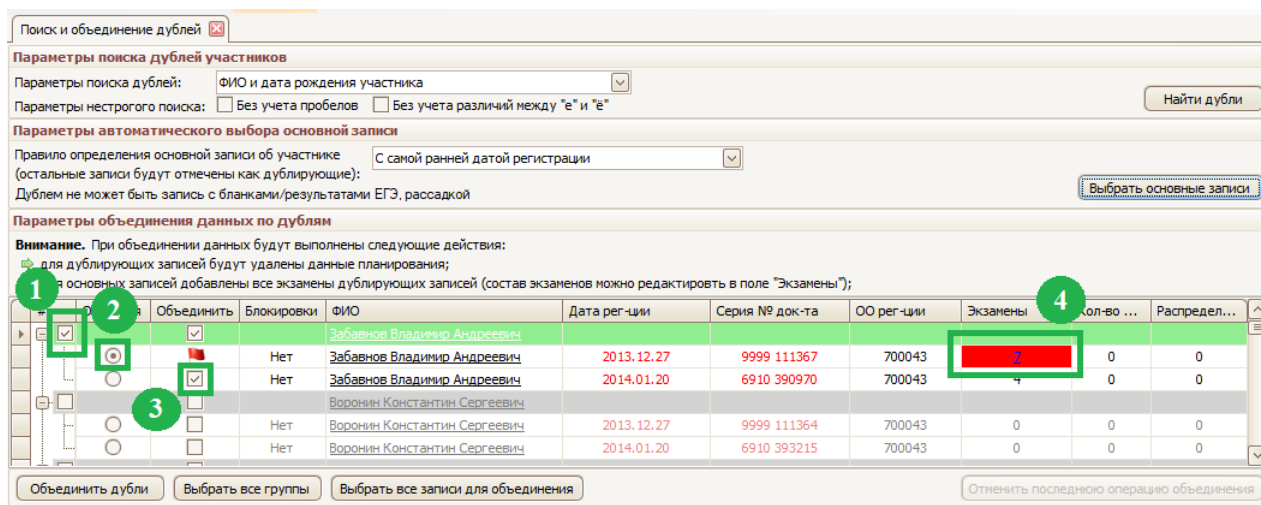 Поиск и объединение дублей
Параметры поиска дублей участников
Параметры поиска дублей: ФИО и дата рождения участника
Параметры нестрогого поиска: Без учета пробелов Без учета различий между "е" и "ё" Найти дубли
Параметры автоматического выбора основной записи
Правило определения основной записи об участнике С самой ранней датой регистрации
(остальные записи будут отмечены как дублирующие):
Дублем не может быть запись с бланками/результатами ЕГЭ, рассадкой Выбрать основные записи
Параметры объединения данных по дублям
Внимание. При объединении данных будут выполнены следующие действия:
для дублирующих записей будут удалены данные планирования;
основных записей добавлены все экзамены дублирующих записей (состав экзаменов можно редактироть в поле "Экзамены");
1 2 4
# Объединить Блокировки ФИО Дата рег-ции Серия № док-та ОО рег-ции Экзамены Кол-во ... Распредел...
Забавнов Владимир Андреевич
Нет Забавнов Владимир Андреевич 2013.12.27 9999 111367 700043 7 0 0
Нет Забавнов Владимир Андреевич 2014.01.20 6910 390970 700043 4 0 0
3 Воронин Константин Сергеевич
Нет Воронин Константин Сергеевич 2013.12.27 9999 111364 700043 0 0 0
Нет Воронин Константин Сергеевич 2014.01.20 6910 393215 700043 0 0 0
Объединить дубли Выбрать все группы Выбрать все записи для объединения Отменить последнюю операцию объединения